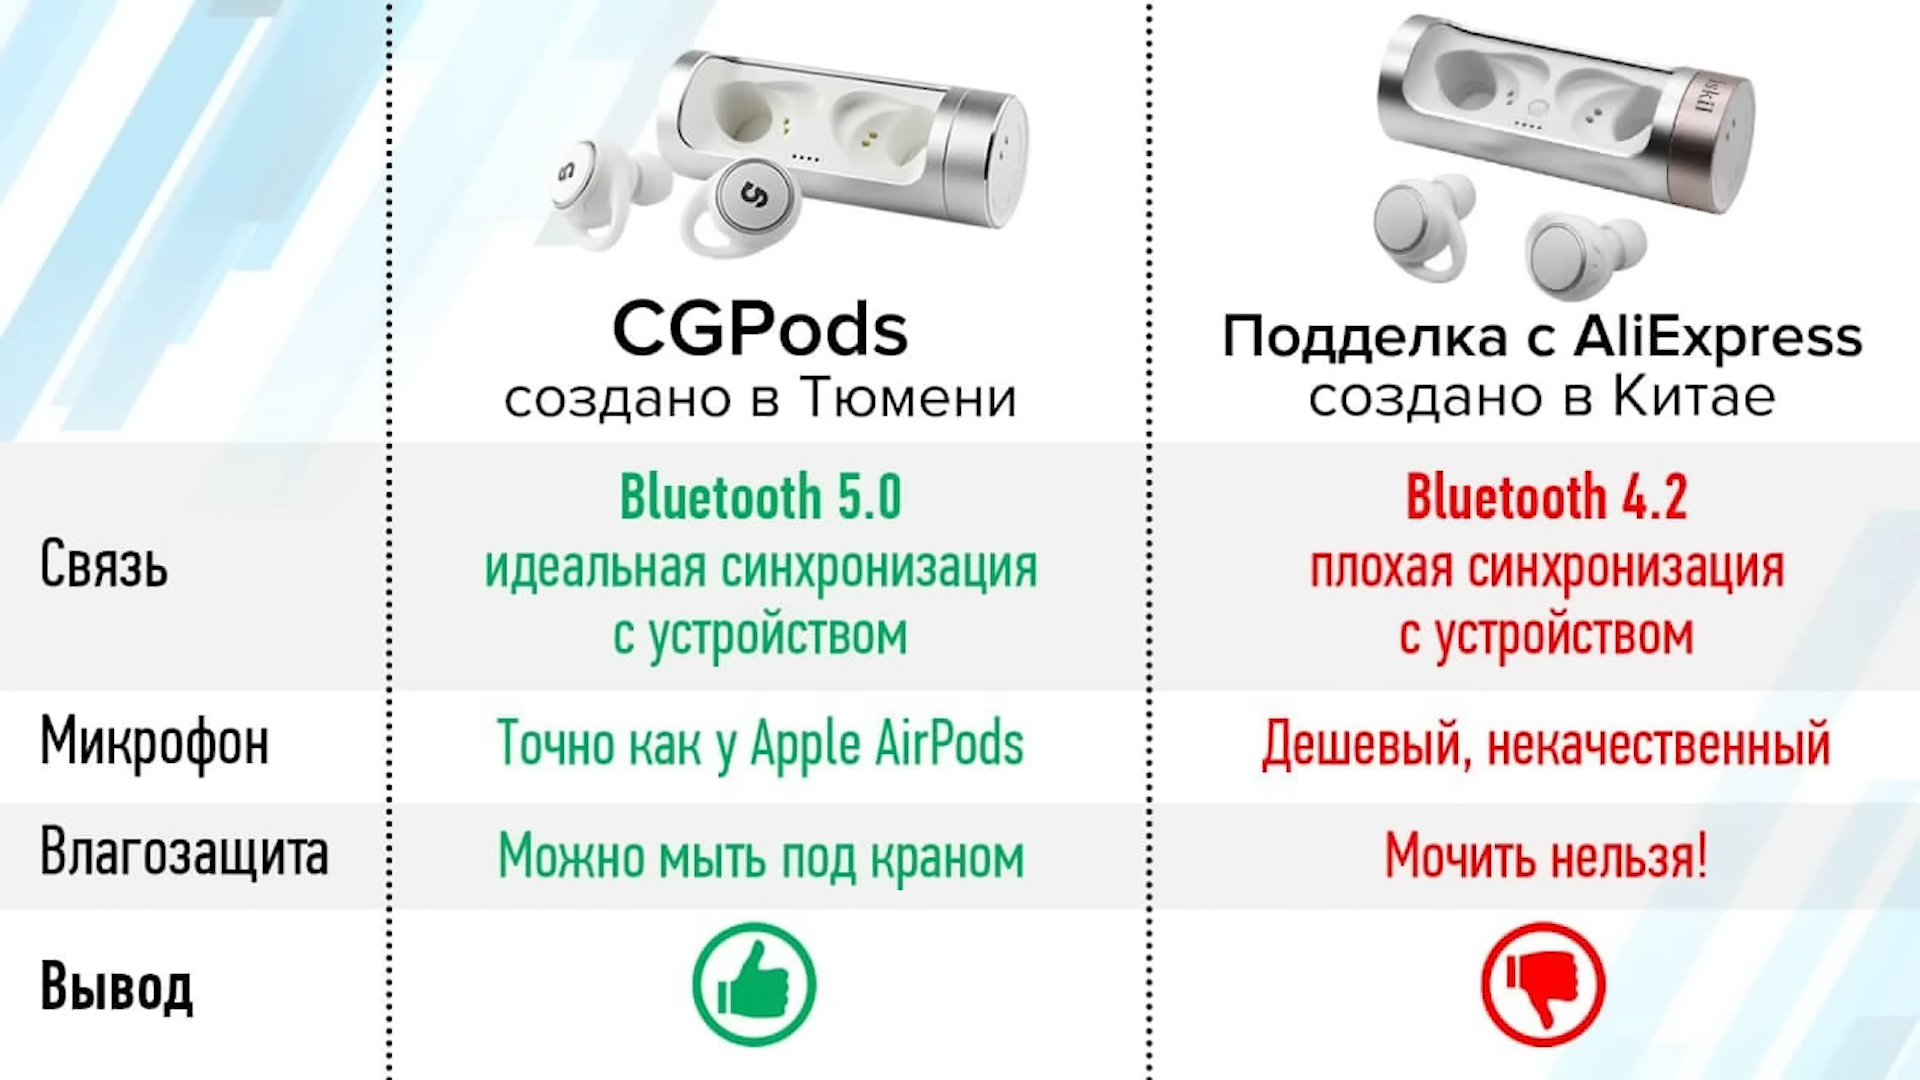 CGPods
создано в Тюмени
Подделка с AliExpress
создано в Китае
Связь
Bluetooth 5.0
идеальная синхронизация
с устройством
Bluetooth 4.2
плохая синхронизация
с устройством
Микрофон
Точно как у Apple AirPods
Дешевый, некачественный
Влагозащита
Можно мыть под краном
Мочить нельзя!
Вывод